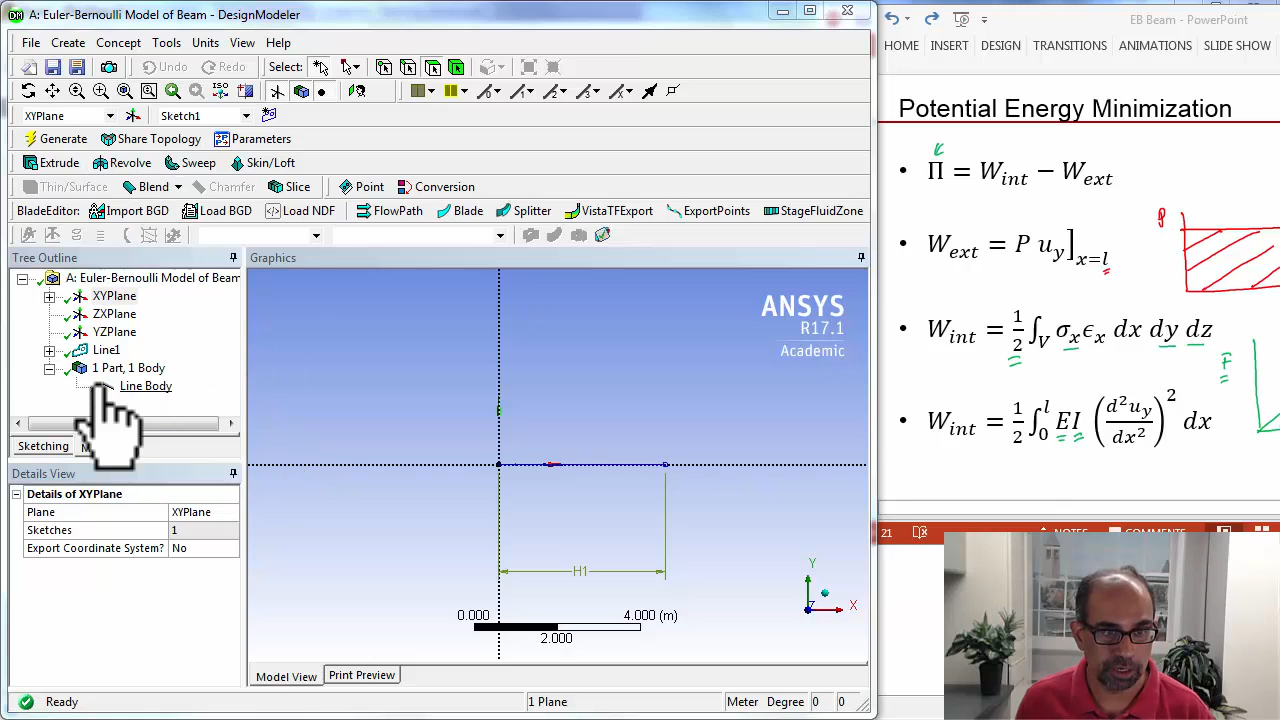 A: Euler-Bernoulli Model of Beam - DesignModeler
File Create Concept Tools Units View Help
Undo Redo Select:
XYPlane Sketch1
Generate Share Topology Parameters
Extrude Revolve Sweep Skin/Loft
Thin/Surface Blend Chamfer Slice Point Conversion
BladeEditor: Import BGD Load BGD Load NDF FlowPath Blade Splitter VistaTFExport ExportPoints StageFluidZone
Tree Outline
A: Euler-Bernoulli Model of Beam
XYPlane
ZXPlane
YZPlane
Line1
1 Part, 1 Body
Line Body
Sketching
Details View
Details of XYPlane
Plane XYPlane
Sketches 1
Export Coordinate System? No
Graphics
ANSYS
R17.1
Academic
H1
Y
X
Z
0.000 4.000 (m)
2.000
Model View Print Preview
Ready 1 Plane Meter Degree 0 0
EB Beam - PowerPoint
HOME INSERT DESIGN TRANSITIONS ANIMATIONS SLIDE SHOW
Potential Energy Minimization
• Π = W_int − W_ext
• W_ext = P u_y]_{x=l}
P
• W_int = 1/2 ∫_V σ_x ϵ_x dx dy dz
F
• W_int = 1/2 ∫_0^l EI (d²u_y/dx²)² dx
21 NOTES COMMENTS